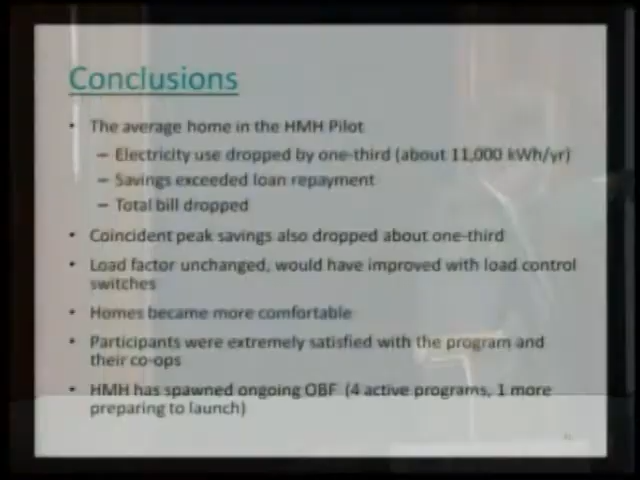 Conclusions
• The average home in the HMH Pilot
– Electricity use dropped by one-third (about 11,000 kWh/yr)
– Savings exceeded loan repayment
– Total bill dropped
• Coincident peak savings also dropped about one-third
• Load factor unchanged, would have improved with load control
switches
• Homes became more comfortable
• Participants were extremely satisfied with the program and
their co-ops
• HMH has spawned ongoing OBF (4 active programs, 1 more
preparing to launch)